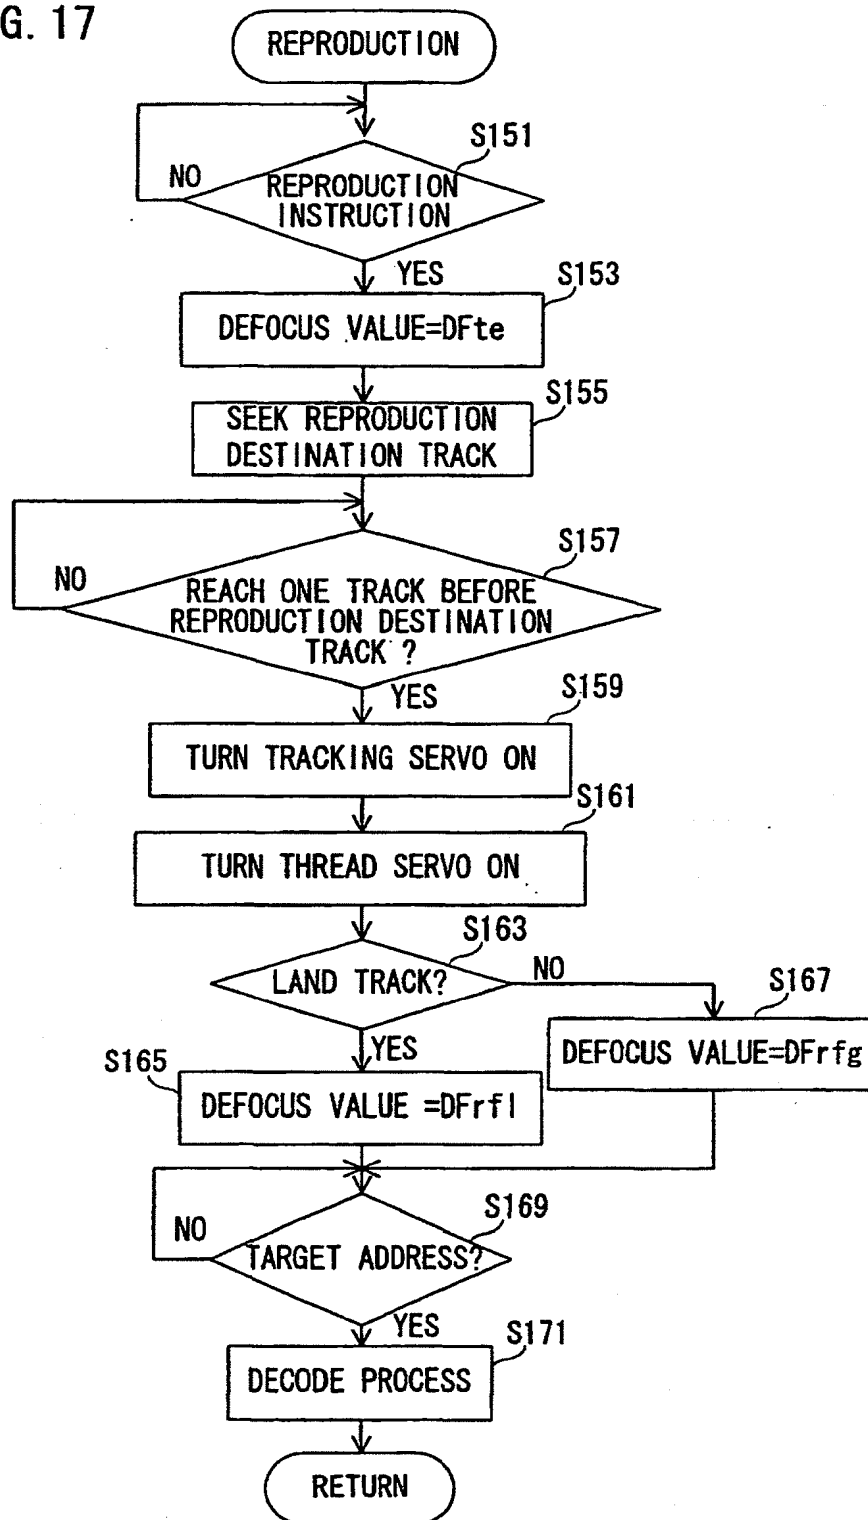 G. 17
REPRODUCTION
S151
NO
REPRODUCTION
INSTRUCTION
YES
S153
DEFOCUS VALUE=DFte
S155
SEEK REPRODUCTION
DESTINATION TRACK
S157
NO
REACH ONE TRACK BEFORE
REPRODUCTION DESTINATION
TRACK ?
YES
S159
TURN TRACKING SERVO ON
S161
TURN THREAD SERVO ON
S163
LAND TRACK?
NO
S167
YES
DEFOCUS VALUE=DFrfg
S165
DEFOCUS VALUE =DFrfl
S169
NO
TARGET ADDRESS?
YES
S171
DECODE PROCESS
RETURN